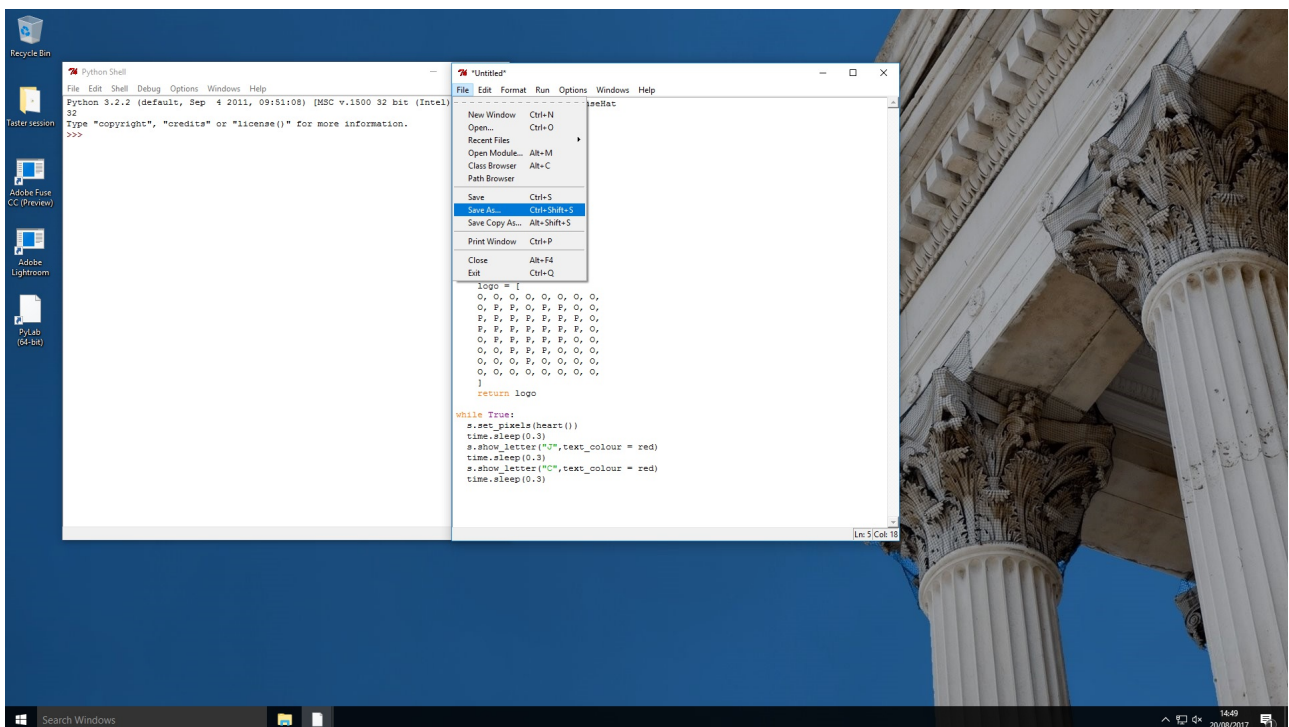 Recycle Bin
Taster session
Adobe Fuse
CC (Preview)
Adobe
Lightroom
PyLab
(64-bit)
Python Shell
File Edit Shell Debug Options Windows Help
Python 3.2.2 (default, Sep  4 2011, 09:51:08) [MSC v.1500 32 bit (Intel)
32
Type "copyright", "credits" or "license()" for more information.
>>>
*Untitled*
File Edit Format Run Options Windows Help
New Window Ctrl+N
Open... Ctrl+O
Recent Files
Open Module... Alt+M
Class Browser Alt+C
Path Browser
Save Ctrl+S
Save As... Ctrl+Shift+S
Save Copy As... Alt+Shift+S
Print Window Ctrl+P
Close Alt+F4
Exit Ctrl+Q
seHat
logo = [
O, O, O, O, O, O, O, O,
O, P, P, O, P, P, O, O,
P, P, P, P, P, P, P, O,
P, P, P, P, P, P, P, O,
O, P, P, P, P, P, O, O,
O, O, P, P, P, O, O, O,
O, O, O, P, O, O, O, O,
O, O, O, O, O, O, O, O,
]
return logo
while True:
s.set_pixels(heart())
time.sleep(0.3)
s.show_letter("J",text_colour = red)
time.sleep(0.3)
s.show_letter("C",text_colour = red)
time.sleep(0.3)
Ln: 5 Col: 18
Search Windows
14:49
20/08/2017